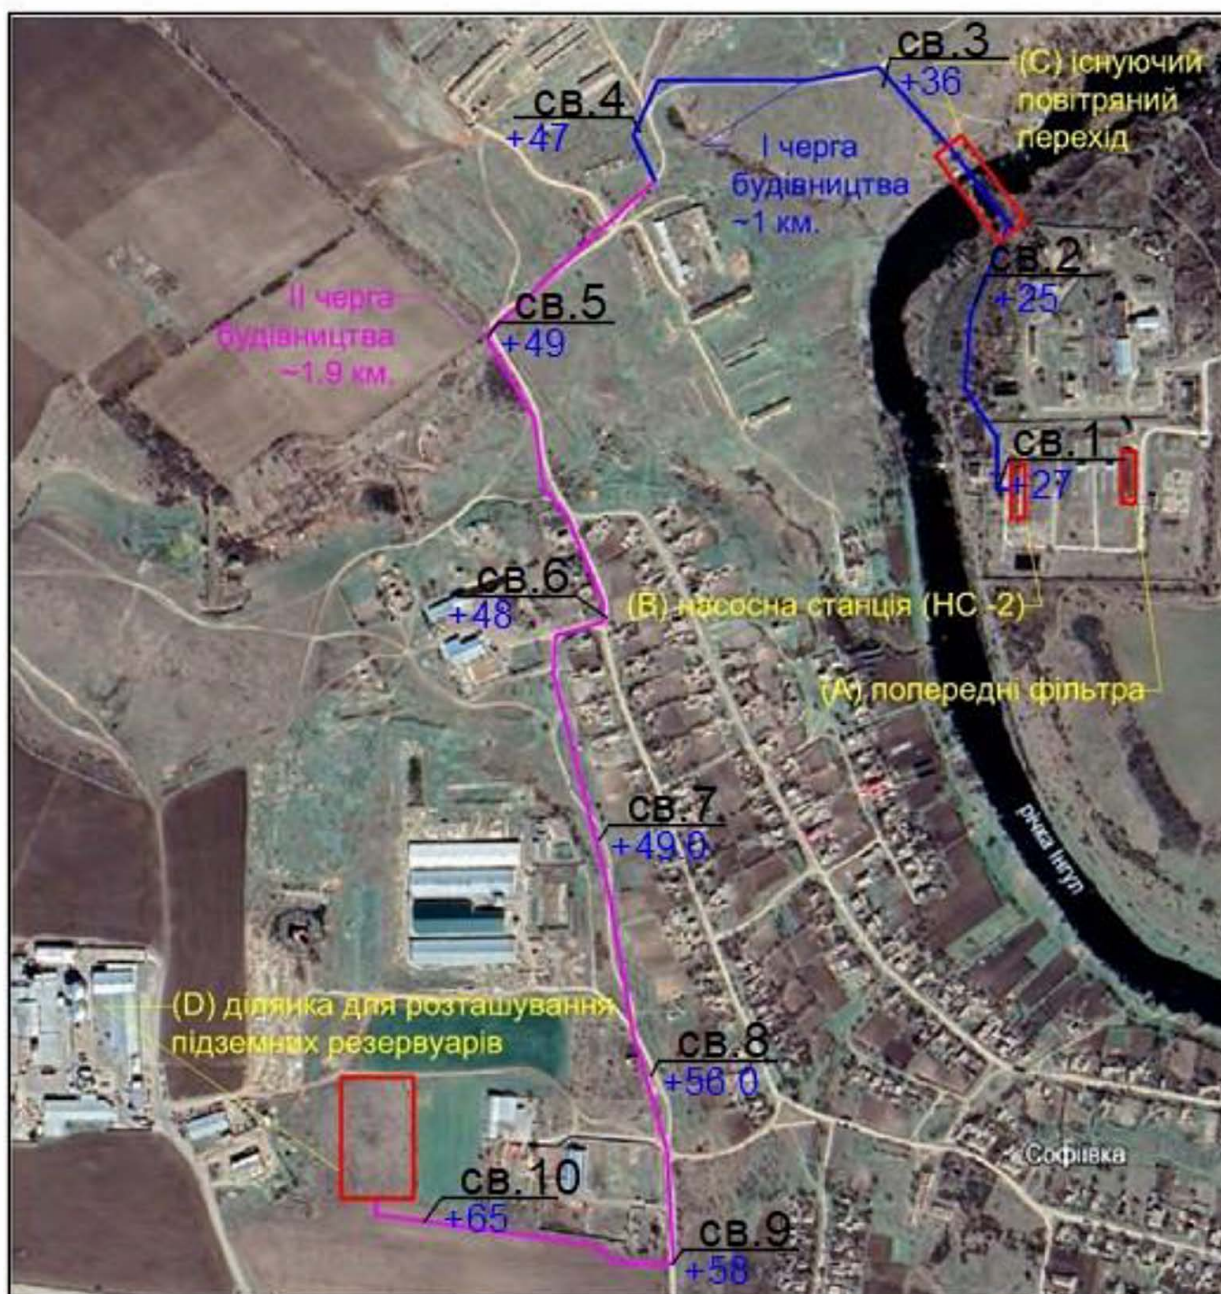 св.3
+36
(С) існуючий
повітряний
перехід
св.4
+47
І черга
будівництва
~1 км.
св.2
+25
ІІ черга
будівництва
~1.9 км.
св.5
+49
св.1
+27
св.6
+48
(В) насосна станція (НС -2)
(А) попередні фільтра
св.7
+49.0
річка Інгул
(D) ділянка для розташування
підземних резервуарів
св.8
+56.0
Софіївка
св.10
+65
св.9
+58